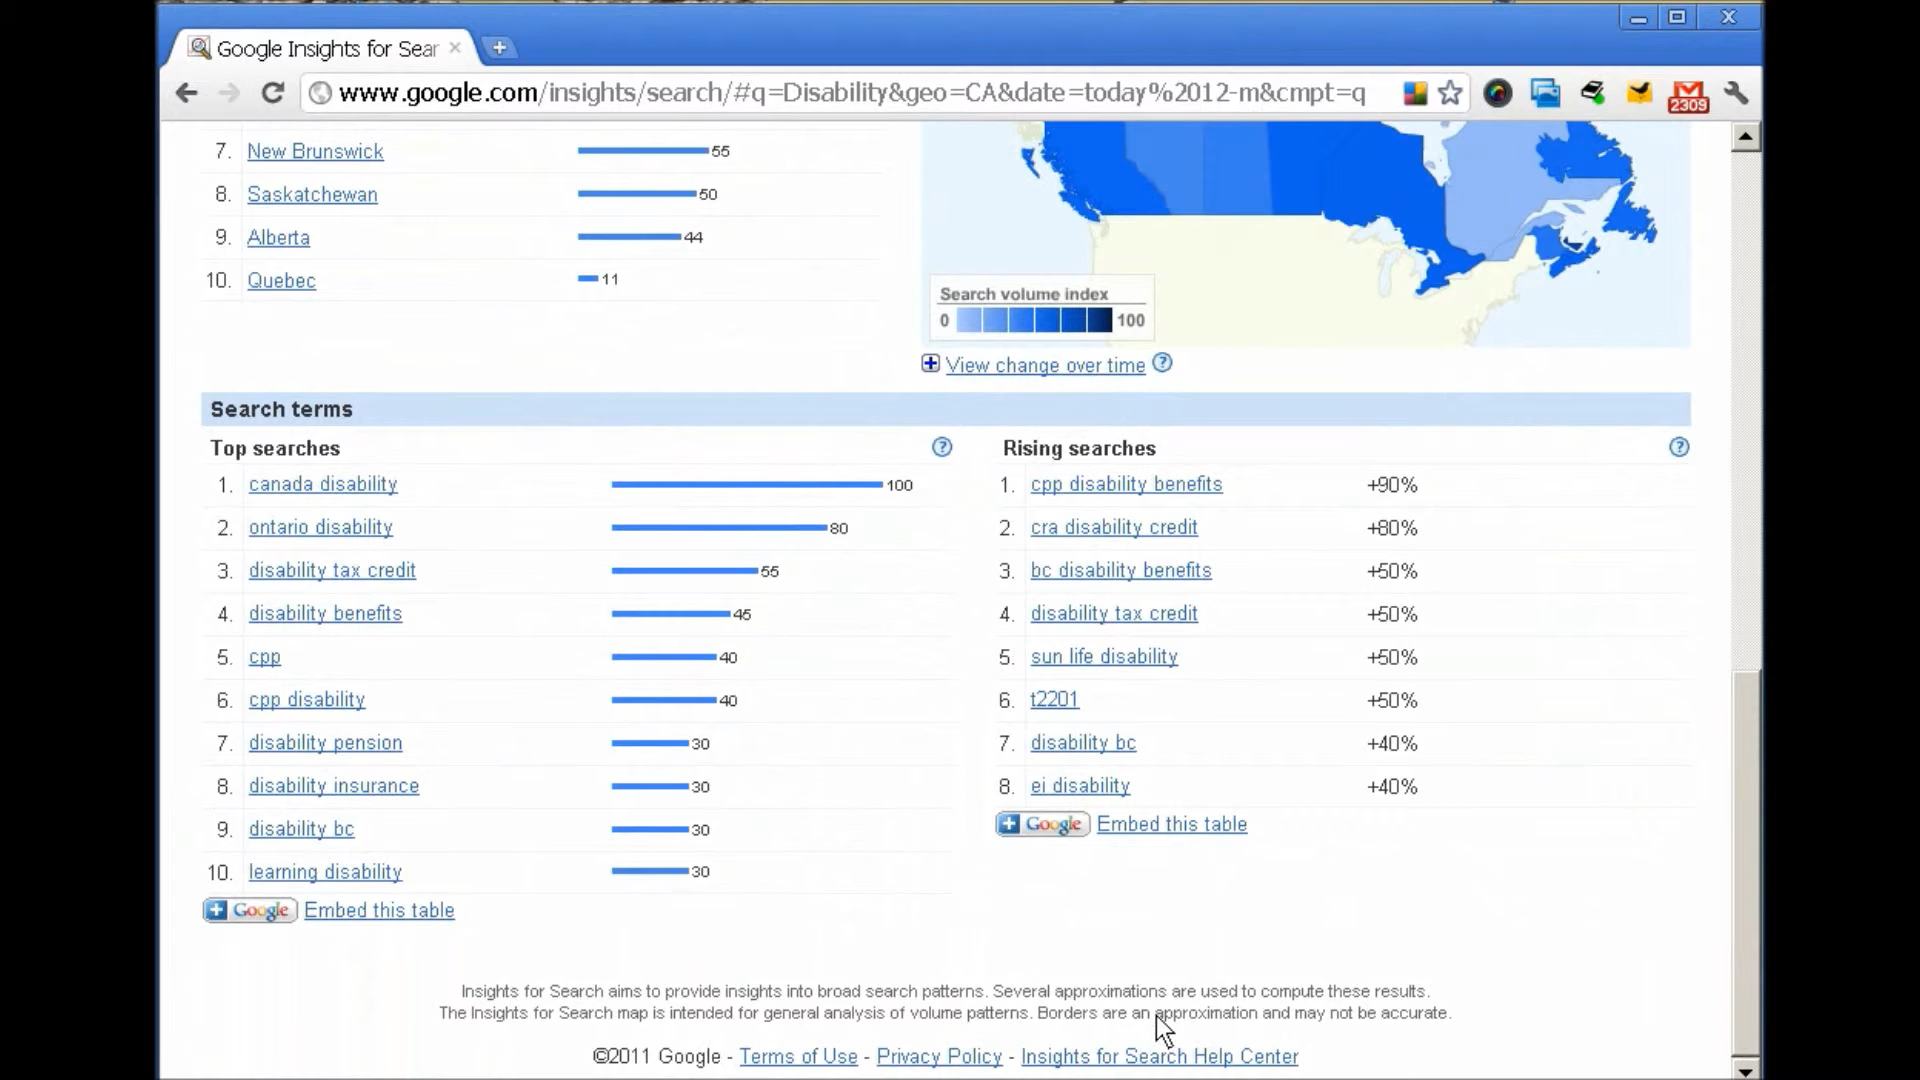 Google Insights for Sear
www.google.com/insights/search/#q=Disability&geo=CA&date=today%2012-m&cmpt=q
2309
7. New Brunswick 55
8. Saskatchewan 50
9. Alberta 44
10. Quebec 11
Search volume index
0 100
View change over time
Search terms
Top searches
1. canada disability 100
2. ontario disability 80
3. disability tax credit 55
4. disability benefits 45
5. cpp 40
6. cpp disability 40
7. disability pension 30
8. disability insurance 30
9. disability bc 30
10. learning disability 30
Google Embed this table
Rising searches
1. cpp disability benefits +90%
2. cra disability credit +80%
3. bc disability benefits +50%
4. disability tax credit +50%
5. sun life disability +50%
6. t2201 +50%
7. disability bc +40%
8. ei disability +40%
Google Embed this table
Insights for Search aims to provide insights into broad search patterns. Several approximations are used to compute these results.
The Insights for Search map is intended for general analysis of volume patterns. Borders are an approximation and may not be accurate.
©2011 Google - Terms of Use - Privacy Policy - Insights for Search Help Center